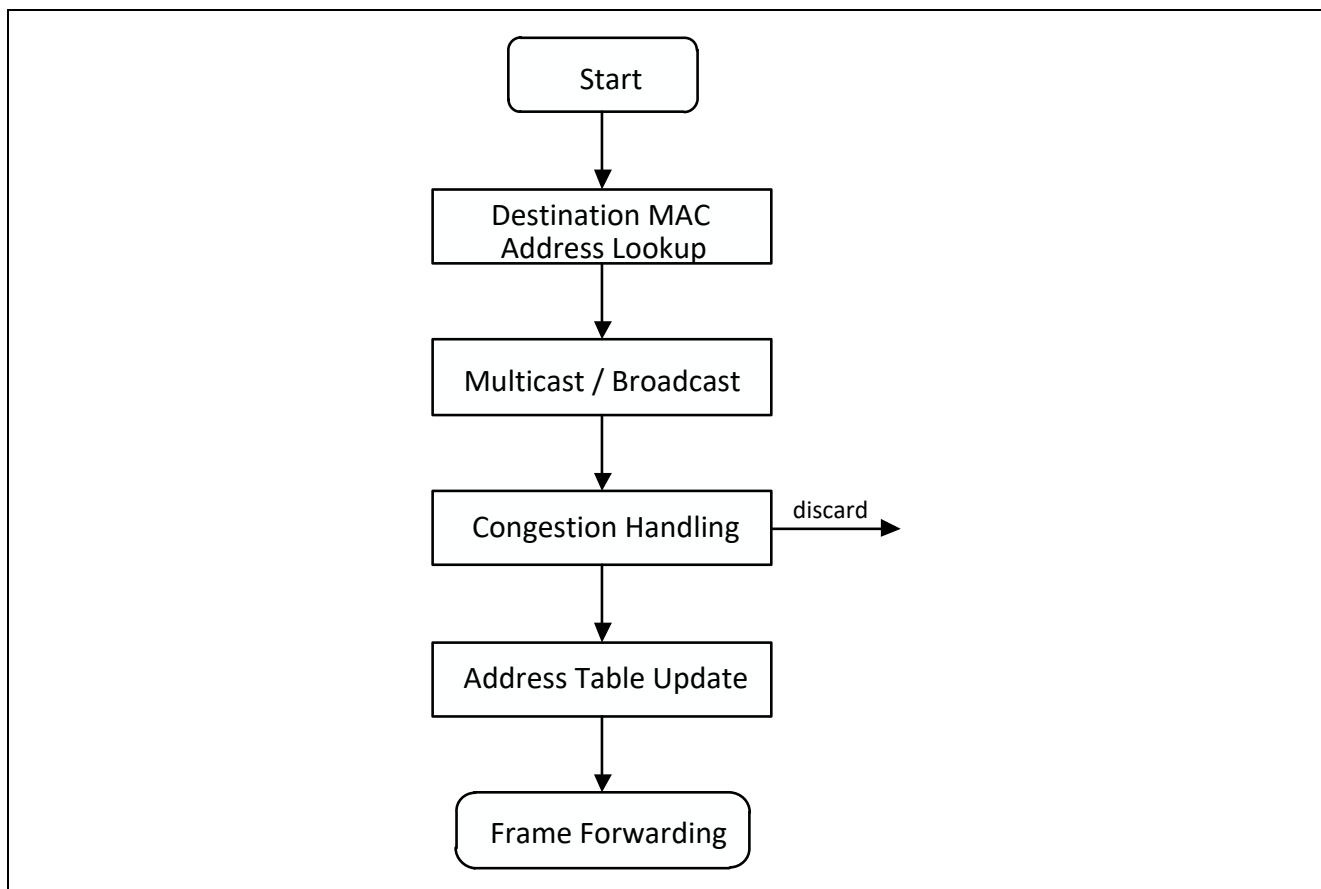 Start
Destination MAC
Address Lookup
Multicast / Broadcast
Congestion Handling
discard
Address Table Update
Frame Forwarding